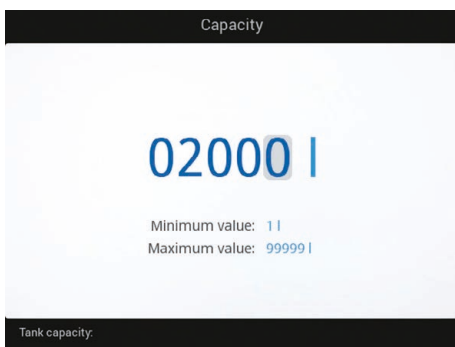 Capacity
02000 l
Minimum value: 1 l
Maximum value: 99999 l
Tank capacity: